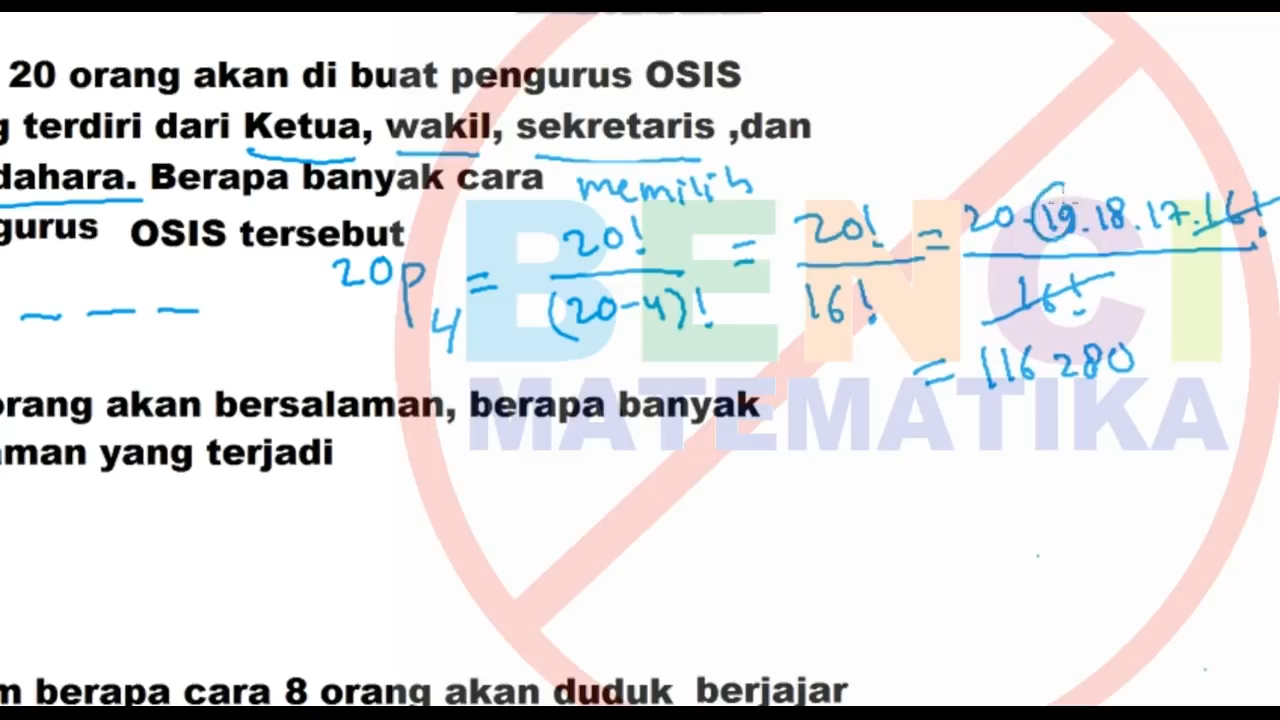 20 orang akan di buat pengurus OSIS
g terdiri dari Ketua, wakil, sekretaris ,dan
dahara. Berapa banyak cara memilih
gurus OSIS tersebut
20P4 = 20!/(20-4)! = 20!/16! = 20.19.18.17.16!/16!
= 116280
orang akan bersalaman, berapa banyak
aman yang terjadi
m berapa cara 8 orang akan duduk berjajar
BENCI
MATEMATIKA